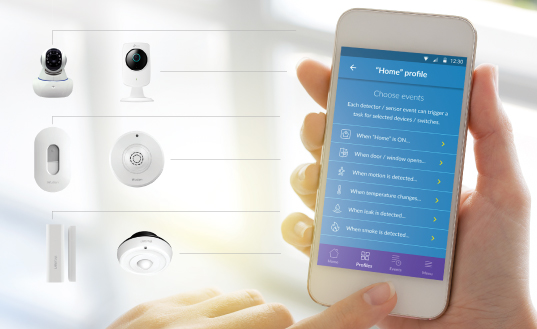 12:30
"Home" profile
Choose events
Each detector / sensor event can trigger a
task for selected devices / switches.
When "Home" is ON...
When door / window opens...
When motion is detected...
When temperature changes...
When leak is detected...
When smoke is detected...
Home
Profiles
Events
Menu